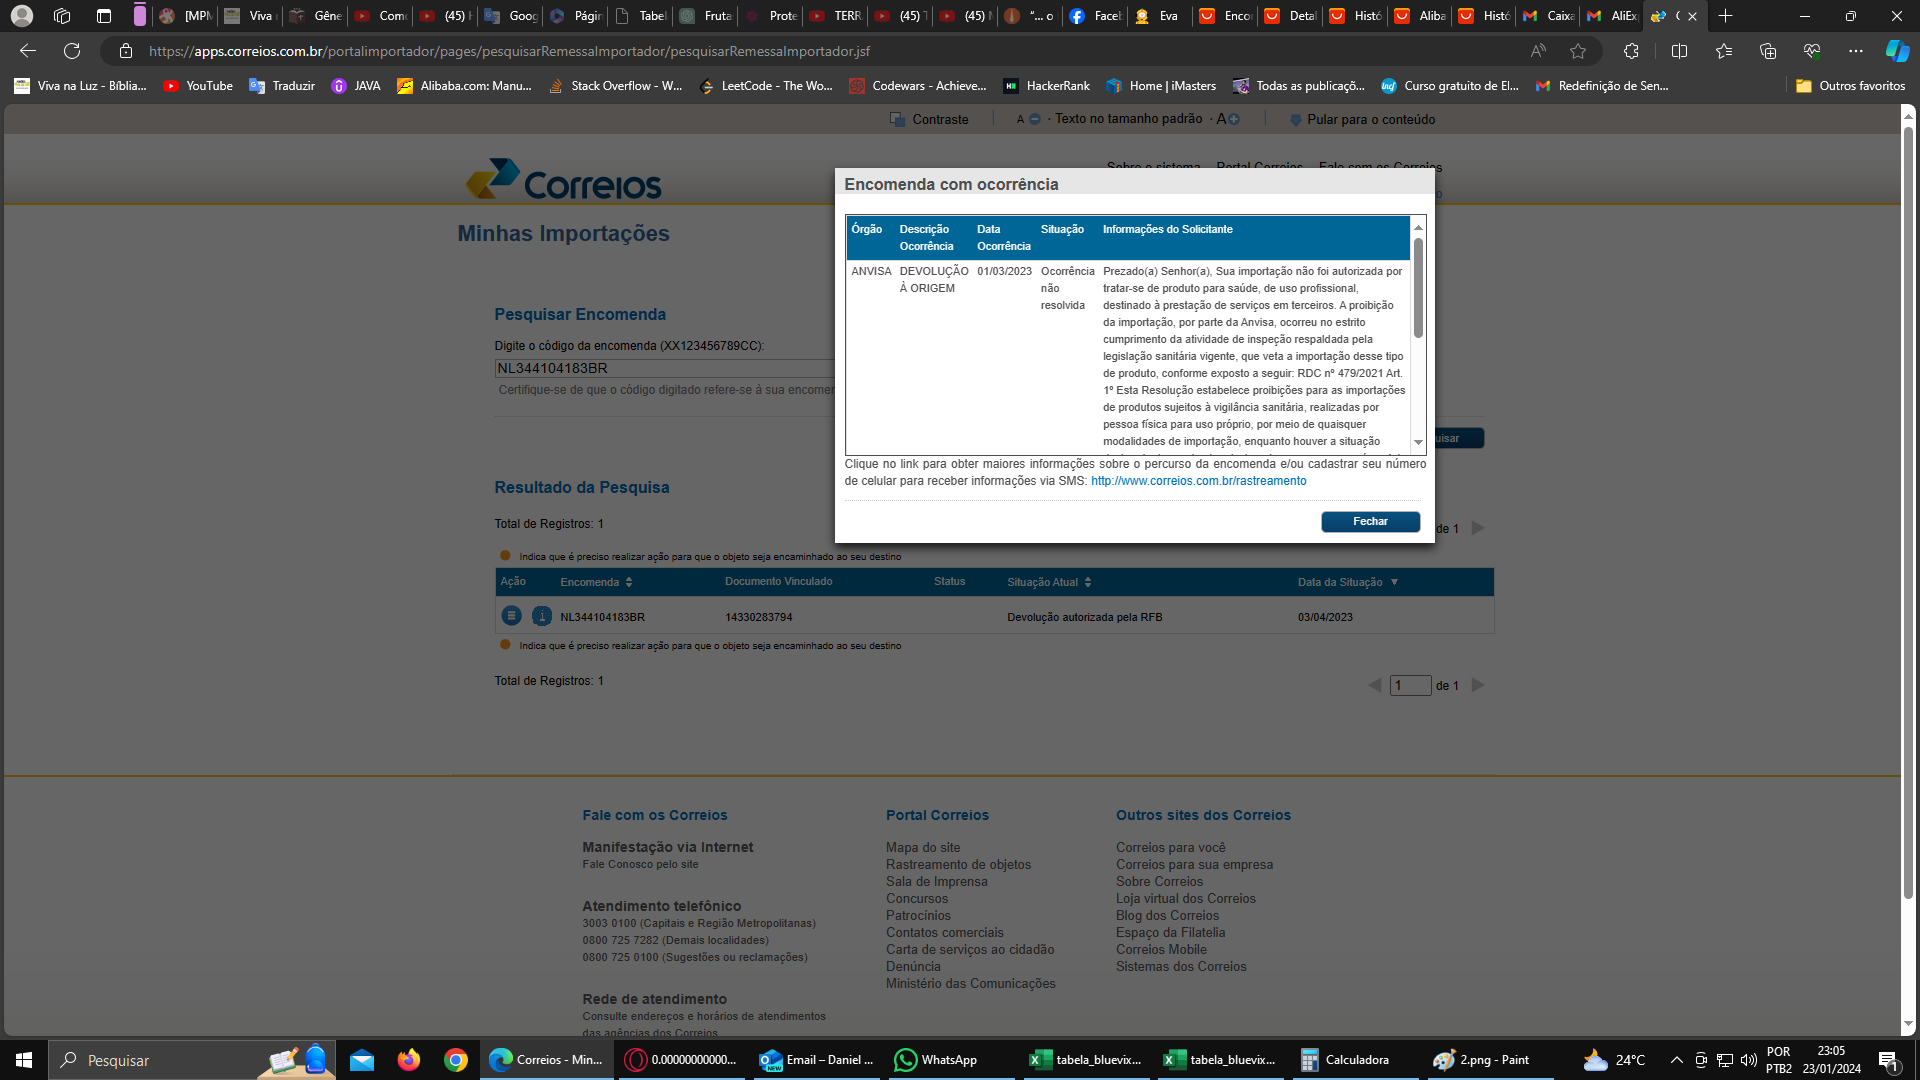 [MPM
Viva
Gêne
Como
(45) H
Goog
Págin
Tabel
Fruta
Prote
TERR
(45) T
(45) M
"... o
Faceb
Eva
Enco
Detal
Histó
Aliba
Histó
Caixa
AliEx
https://apps.correios.com.br/portalimportador/pages/pesquisarRemessaImportador/pesquisarRemessaImportador.jsf
Viva na Luz - Bíblia...
YouTube
Traduzir
JAVA
Alibaba.com: Manu...
Stack Overflow - W...
LeetCode - The Wo...
Codewars - Achieve...
HackerRank
Home | iMasters
Todas as publicaçõ...
Curso gratuito de El...
Redefinição de Sen...
Outros favoritos
Contraste
A · Texto no tamanho padrão · A
Pular para o conteúdo
Correios
Sobre o sistema Portal Correios Fale com os Correios
Minhas Importações
Encomenda com ocorrência
Órgão
Descrição
Ocorrência
Data
Ocorrência
Situação
Informações do Solicitante
ANVISA
DEVOLUÇÃO
À ORIGEM
01/03/2023
Ocorrência
não
resolvida
Prezado(a) Senhor(a), Sua importação não foi autorizada por
tratar-se de produto para saúde, de uso profissional,
destinado à prestação de serviços em terceiros. A proibição
da importação, por parte da Anvisa, ocorreu no estrito
cumprimento da atividade de inspeção respaldada pela
legislação sanitária vigente, que veta a importação desse tipo
de produto, conforme exposto a seguir: RDC nº 479/2021 Art.
1º Esta Resolução estabelece proibições para as importações
de produtos sujeitos à vigilância sanitária, realizadas por
pessoa física para uso próprio, por meio de quaisquer
modalidades de importação, enquanto houver a situação
Clique no link para obter maiores informações sobre o percurso da encomenda e/ou cadastrar seu número
de celular para receber informações via SMS: http://www.correios.com.br/rastreamento
Fechar
Pesquisar Encomenda
Digite o código da encomenda (XX123456789CC):
NL344104183BR
Certifique-se de que o código digitado refere-se à sua encomen
uisar
Resultado da Pesquisa
Total de Registros: 1
de 1
Indica que é preciso realizar ação para que o objeto seja encaminhado ao seu destino
Ação Encomenda Documento Vinculado Status Situação Atual Data da Situação
NL344104183BR 14330283794 Devolução autorizada pela RFB 03/04/2023
Indica que é preciso realizar ação para que o objeto seja encaminhado ao seu destino
Total de Registros: 1
1 de 1
Fale com os Correios
Manifestação via Internet
Fale Conosco pelo site
Atendimento telefônico
3003 0100 (Capitais e Região Metropolitanas)
0800 725 7282 (Demais localidades)
0800 725 0100 (Sugestões ou reclamações)
Rede de atendimento
Consulte endereços e horários de atendimentos
das agências dos Correios
Portal Correios
Mapa do site
Rastreamento de objetos
Sala de Imprensa
Concursos
Patrocínios
Contatos comerciais
Carta de serviços ao cidadão
Denúncia
Ministério das Comunicações
Outros sites dos Correios
Correios para você
Correios para sua empresa
Sobre Correios
Loja virtual dos Correios
Blog dos Correios
Espaço da Filatelia
Correios Mobile
Sistemas dos Correios
Pesquisar
Correios - Min...
0.00000000000...
Email – Daniel ...
WhatsApp
tabela_bluevix...
tabela_bluevix...
Calculadora
2.png - Paint
24°C
POR
PTB2
23:05
23/01/2024
1